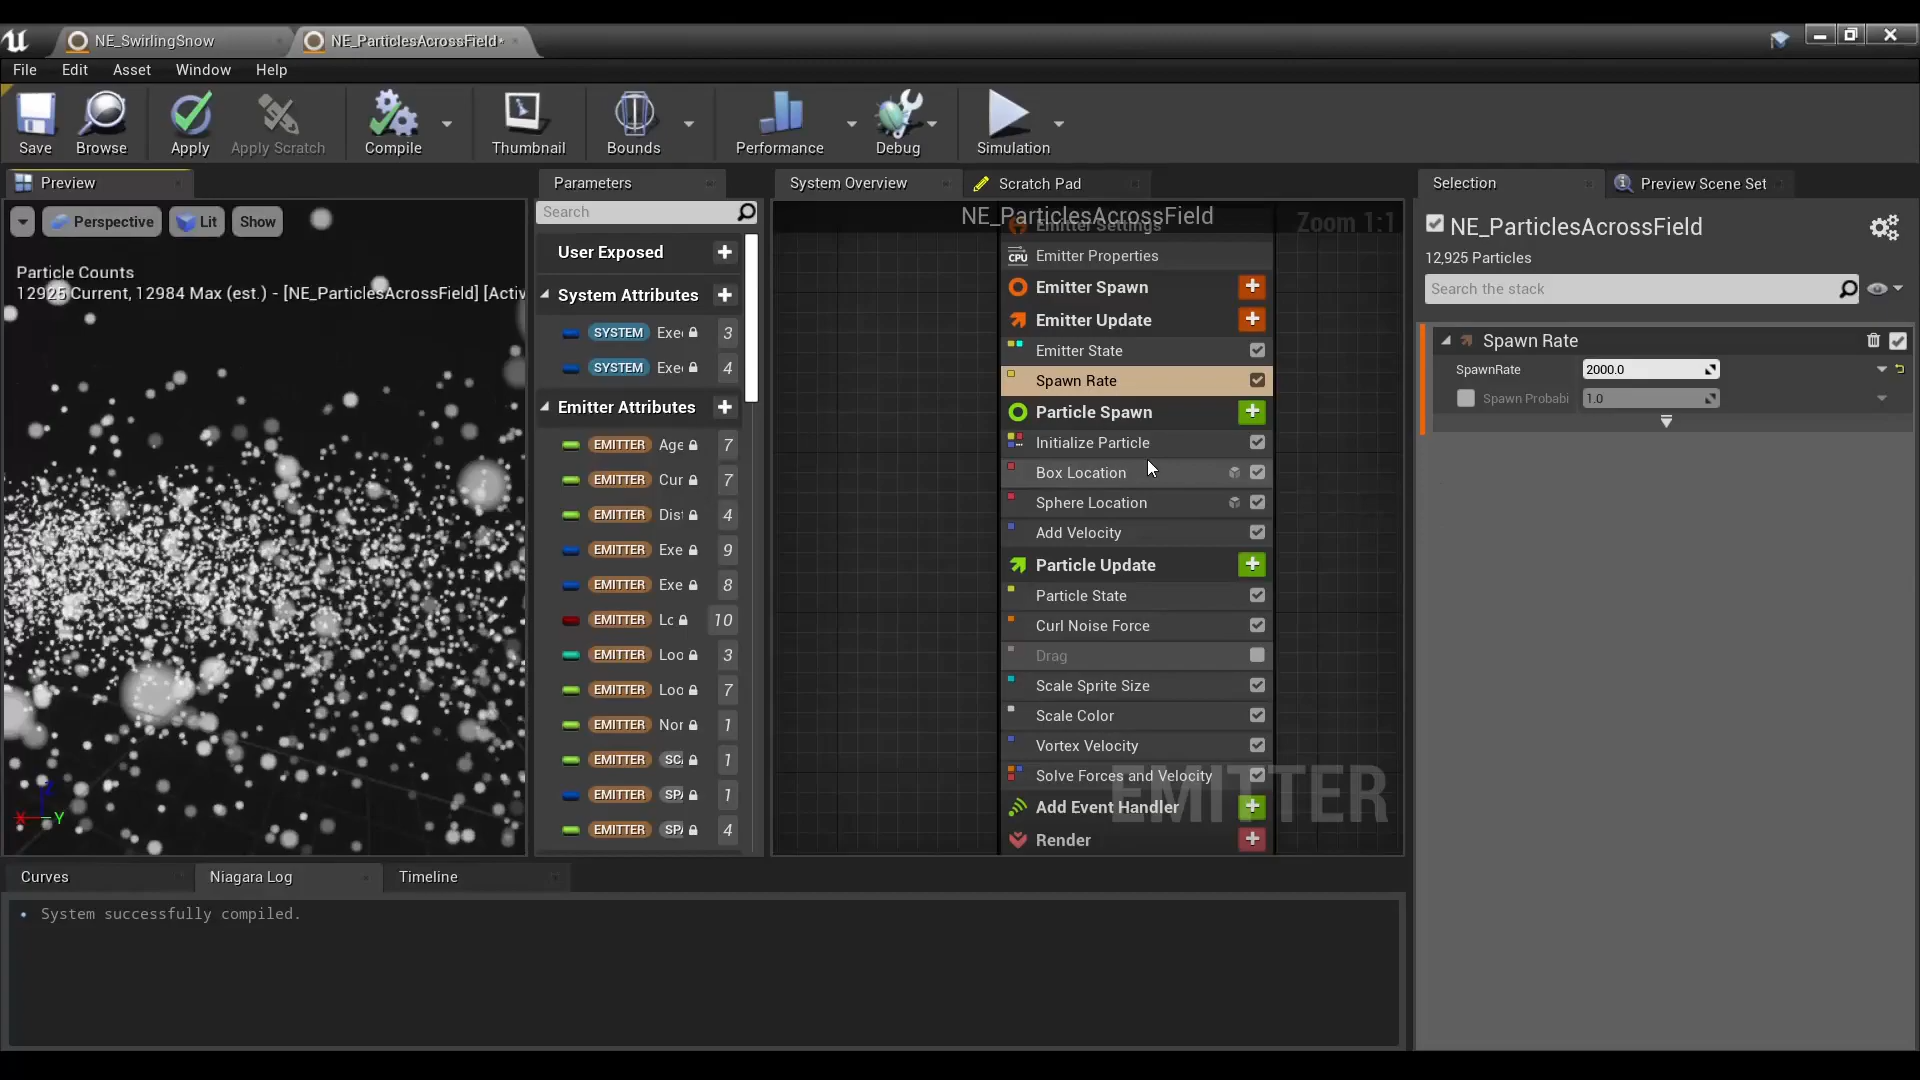 NE_SwirlingSnow
NE_ParticlesAcrossField*
File Edit Asset Window Help
Save Browse Apply Apply Scratch Compile Thumbnail Bounds Performance Debug Simulation
Preview
Perspective Lit Show
Particle Counts
12925 Current, 12984 Max (est.) - [NE_ParticlesAcrossField] [Activ
X Y
Parameters
Search
User Exposed
System Attributes
SYSTEM Exe 3
SYSTEM Exe 4
Emitter Attributes
EMITTER Age 7
EMITTER Cur 7
EMITTER Dis 4
EMITTER Exe 9
EMITTER Exe 8
EMITTER Lc 10
EMITTER Loo 3
EMITTER Loo 7
EMITTER Nor 1
EMITTER SC 1
EMITTER SP 1
EMITTER SP 4
System Overview Scratch Pad
NE_ParticlesAcrossField
Zoom 1:1
Emitter Settings
CPU Emitter Properties
Emitter Spawn
Emitter Update
Emitter State
Spawn Rate
Particle Spawn
Initialize Particle
Box Location
Sphere Location
Add Velocity
Particle Update
Particle State
Curl Noise Force
Drag
Scale Sprite Size
Scale Color
Vortex Velocity
Solve Forces and Velocity
Add Event Handler
Render
EMITTER
Selection Preview Scene Set
NE_ParticlesAcrossField
12,925 Particles
Search the stack
Spawn Rate
SpawnRate 2000.0
Spawn Probabi 1.0
Curves Niagara Log Timeline
• System successfully compiled.